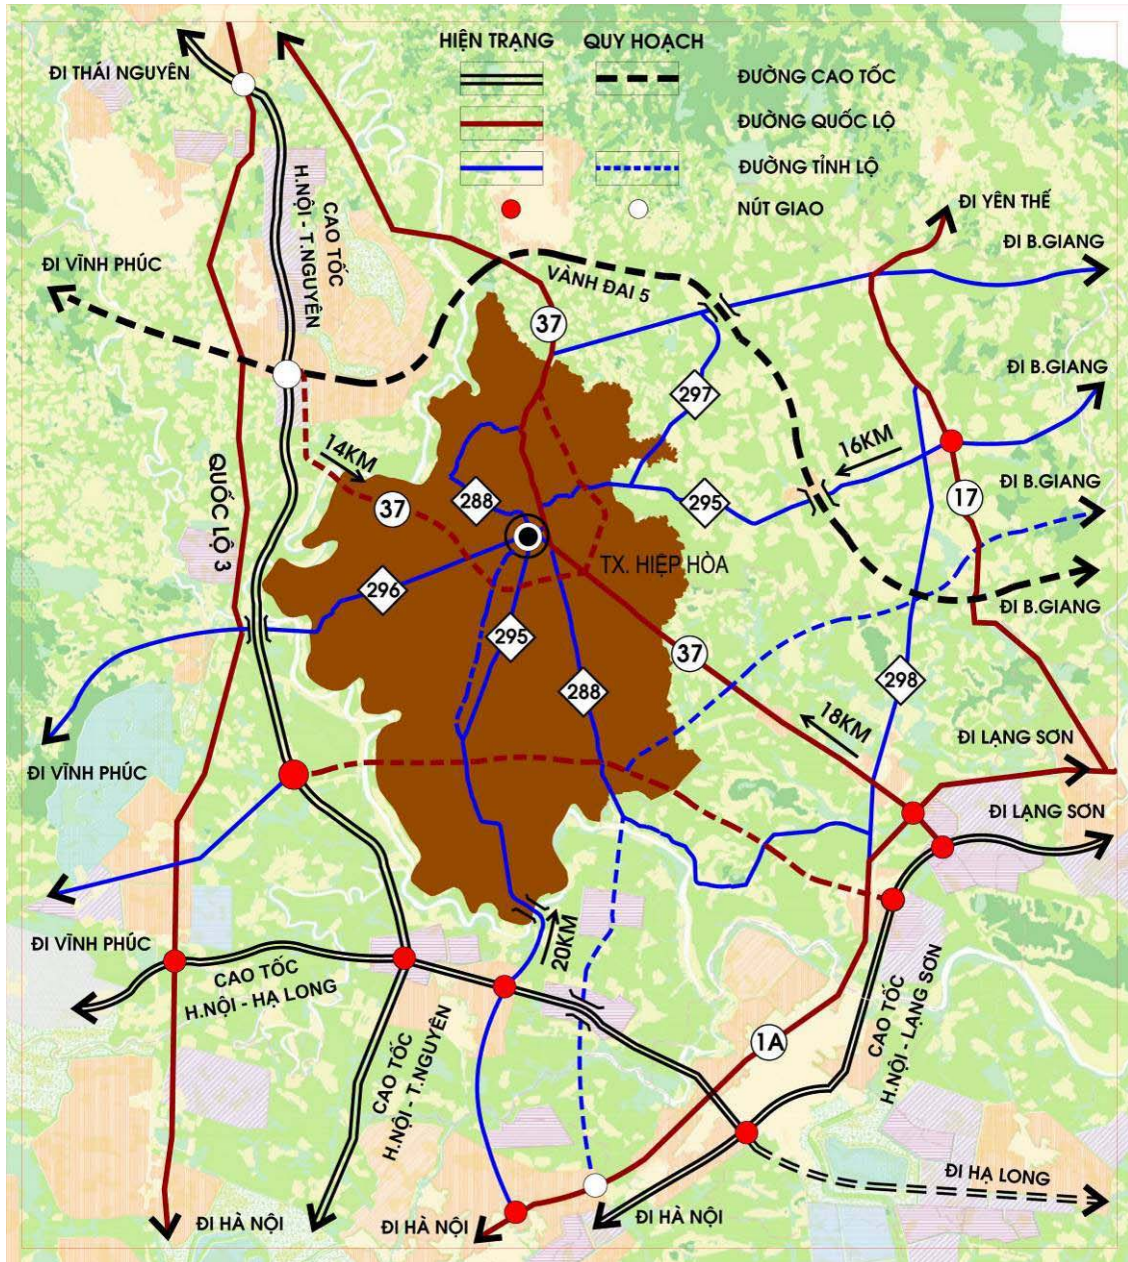 HIỆN TRẠNG
QUY HOẠCH
ĐƯỜNG CAO TỐC
ĐƯỜNG QUỐC LỘ
ĐƯỜNG TỈNH LỘ
NÚT GIAO
ĐI THÁI NGUYÊN
CAO TỐC
H.NỘI - T.NGUYÊN
ĐI YÊN THẾ
ĐI B.GIANG
ĐI VĨNH PHÚC
VÀNH ĐAI 5
37
ĐI B.GIANG
297
16KM
14KM
QUỐC LỘ 3
37
288
295
17
ĐI B.GIANG
TX. HIỆP HÒA
296
295
37
ĐI B.GIANG
288
298
18KM
ĐI LẠNG SƠN
ĐI VĨNH PHÚC
ĐI LẠNG SƠN
ĐI VĨNH PHÚC
20KM
CAO TỐC
H.NỘI - HẠ LONG
CAO TỐC
H.NỘI - T.NGUYÊN
1A
CAO TỐC
H.NỘI - LẠNG SƠN
ĐI HẠ LONG
ĐI HÀ NỘI
ĐI HÀ NỘI
ĐI HÀ NỘI